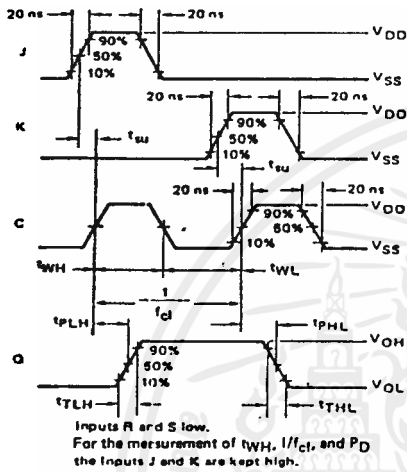 20 ns 20 ns
J 90% 50% 10% VDD VSS
20 ns 20 ns
K 90% 50% 10% VDD VSS
tsu tsu
20 ns 20 ns
C 90% 60% 10% VDD VSS
tWH tWL
1
fcl
tPLH tPHL
Q 90% 50% 10% VOH VOL
tTLH tTHL
Inputs R and S low.
For the mersurement of tWH, I/fcl, and PD
the Inputs J and K are kept high.